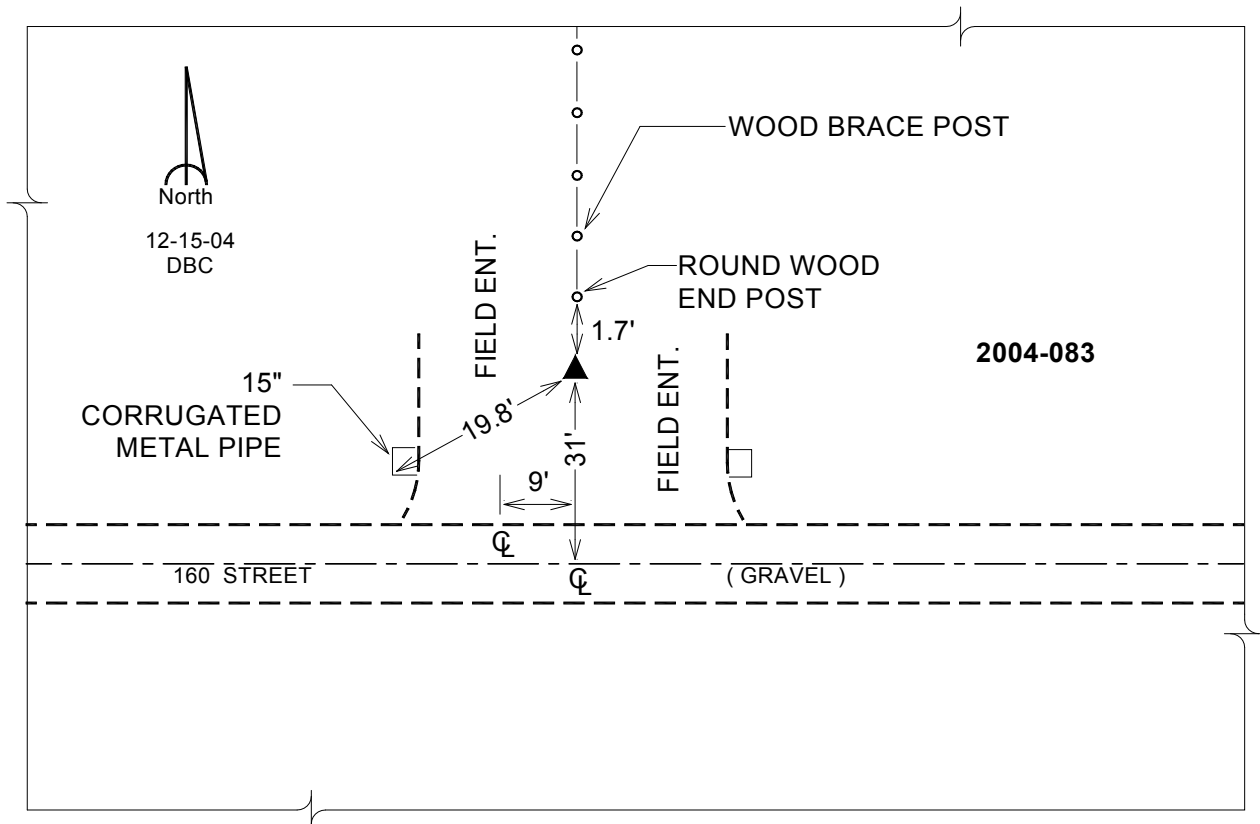 WOOD BRACE POST
North
12-15-04
DBC
FIELD ENT.
ROUND WOOD
END POST
1.7'
2004-083
15"
CORRUGATED
METAL PIPE
19.8'
31'
FIELD ENT.
9'
℄
160 STREET
℄
( GRAVEL )